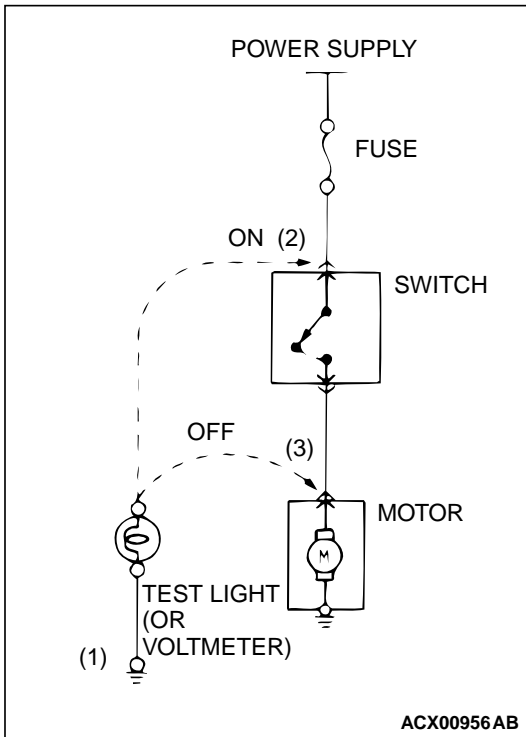 POWER SUPPLY
FUSE
ON (2)
SWITCH
OFF
(3)
MOTOR
M
TEST LIGHT
(OR
VOLTMETER)
(1)
ACX00956AB